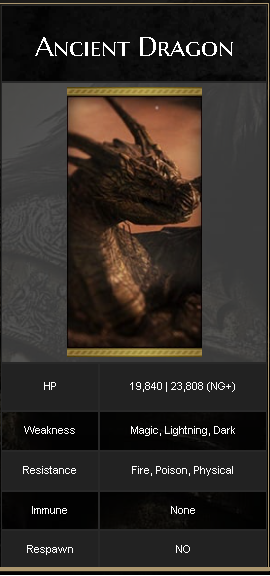 Ancient Dragon
HP 19,840 | 23,808 (NG+)
Weakness Magic, Lightning, Dark
Resistance Fire, Poison, Physical
Immune None
Respawn NO